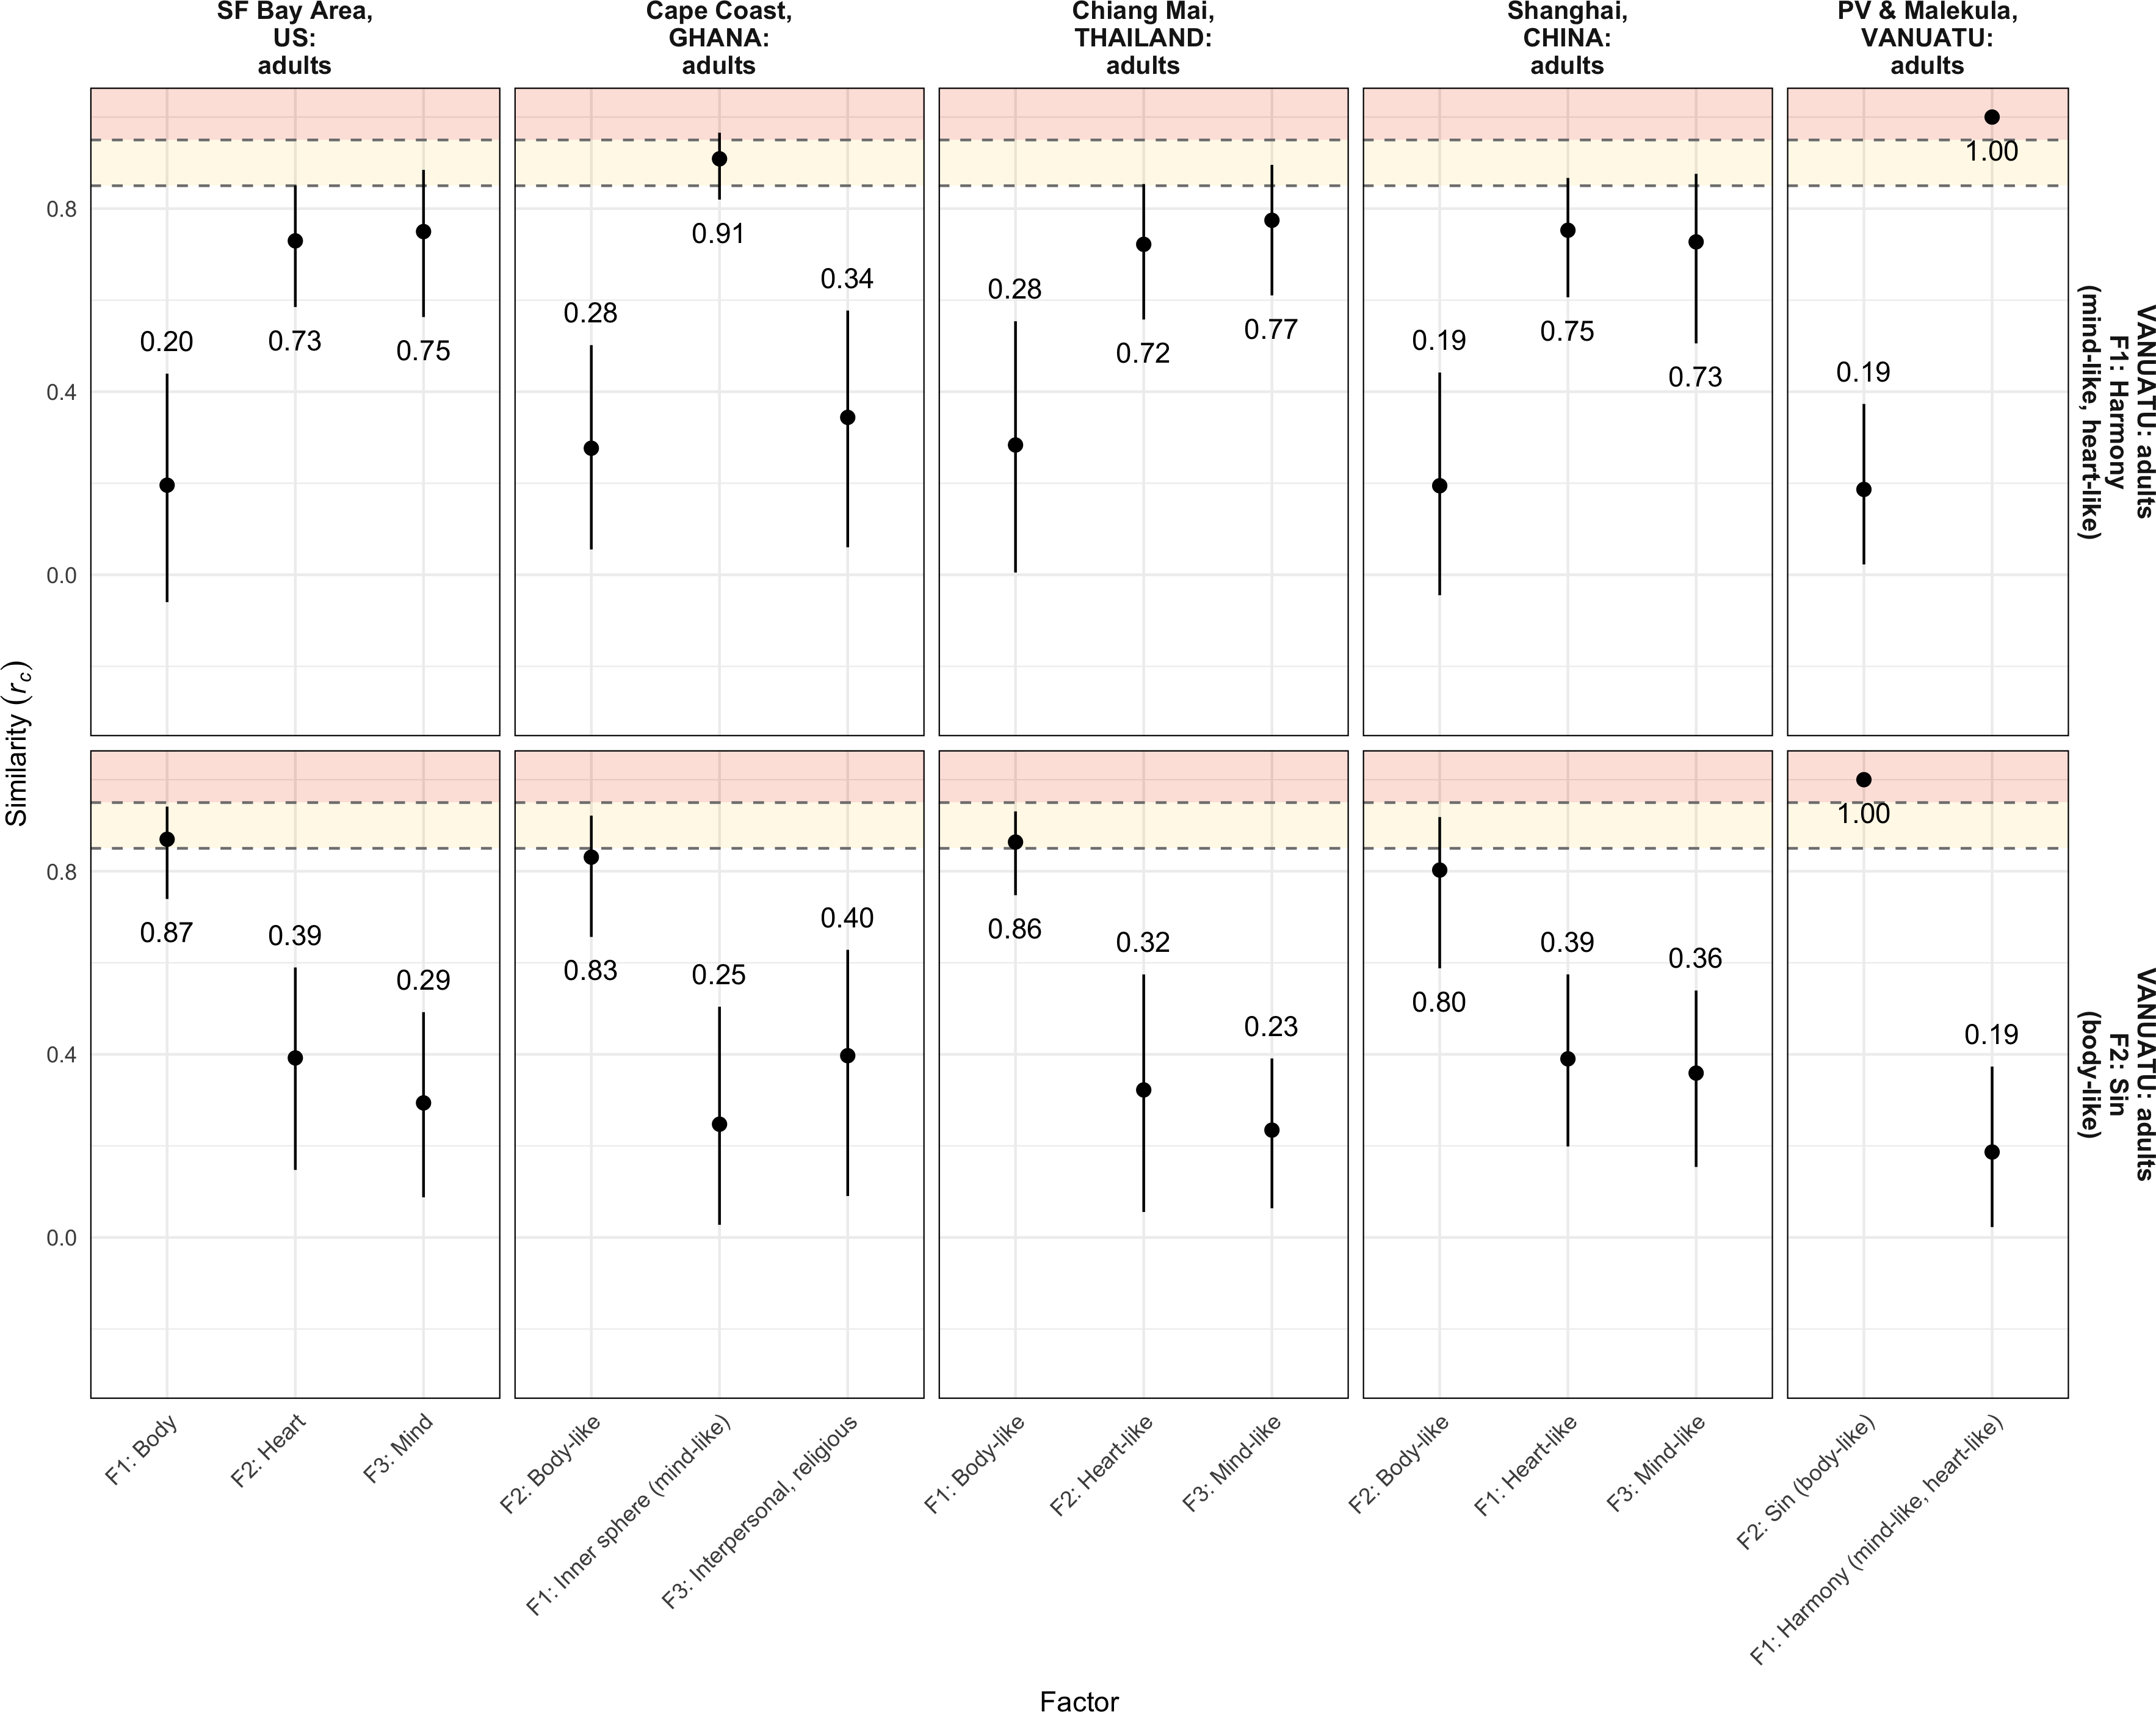 SF Bay Area,
US:
adults
Cape Coast,
GHANA:
adults
Chiang Mai,
THAILAND:
adults
Shanghai,
CHINA:
adults
PV & Malekula,
VANUATU:
adults
Similarity (r c)
0.8
0.4
0.0
0.20
0.73
0.75
0.28
0.91
0.34
0.28
0.72
0.77
0.19
0.75
0.73
0.19
1.00
VANUATU: adults
F1: Harmony
(mind-like, heart-like)
0.8
0.4
0.0
0.87
0.39
0.29
0.83
0.25
0.40
0.86
0.32
0.23
0.80
0.39
0.36
1.00
0.19
VANUATU: adults
F2: Sin
(body-like)
F1: Body
F2: Heart
F3: Mind
F2: Body-like
F1: Inner sphere (mind-like)
F3: Interpersonal, religious
F1: Body-like
F2: Heart-like
F3: Mind-like
F2: Body-like
F1: Heart-like
F3: Mind-like
F2: Sin (body-like)
F1: Harmony (mind-like, heart-like)
Factor